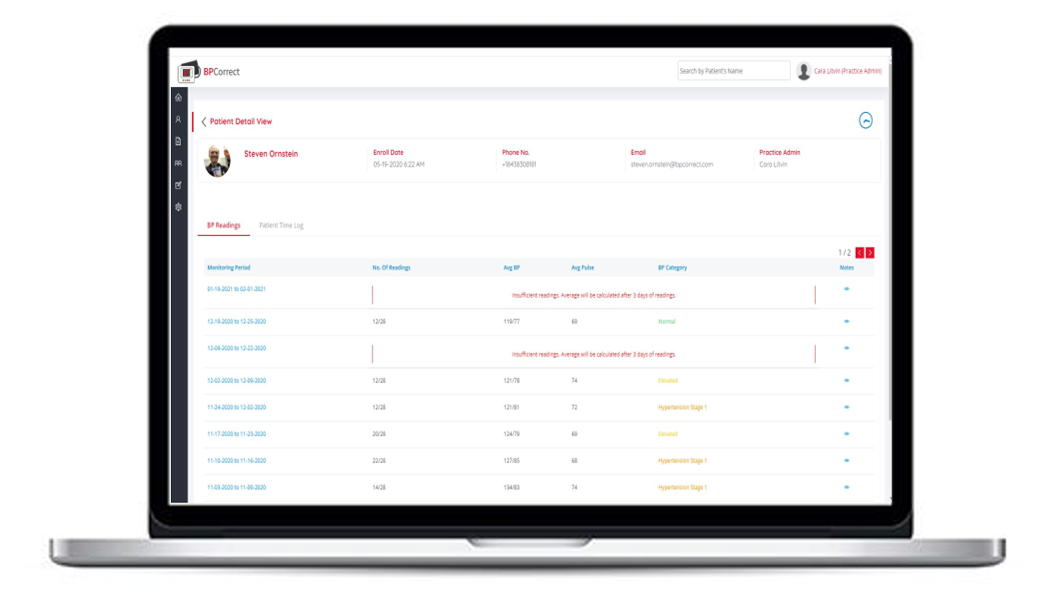 BPCorrect
Search by Patient's Name
Cara Litvin (Practice Admin)
Patient Detail View
Steven Ornstein
Enroll Date
05-19-2020 6:22 AM
Phone No.
+18438308181
Email
steven.ornstein@bpcorrect.com
Practice Admin
Cara Litvin
BP Readings Patient Time Log
1 / 2
Monitoring Period No. Of Readings Avg BP Avg Pulse BP Category Notes
01-19-2021 to 02-01-2021 Insufficient readings. Average will be calculated after 3 days of readings.
12-19-2020 to 12-25-2020 12/28 119/77 69 Normal
12-09-2020 to 12-22-2020 Insufficient readings. Average will be calculated after 3 days of readings.
12-02-2020 to 12-09-2020 12/28 121/78 74 Elevated
11-24-2020 to 12-02-2020 12/28 121/81 72 Hypertension Stage 1
11-17-2020 to 11-23-2020 20/28 124/79 69 Elevated
11-10-2020 to 11-16-2020 22/28 127/85 68 Hypertension Stage 1
11-03-2020 to 11-09-2020 14/28 134/83 74 Hypertension Stage 1